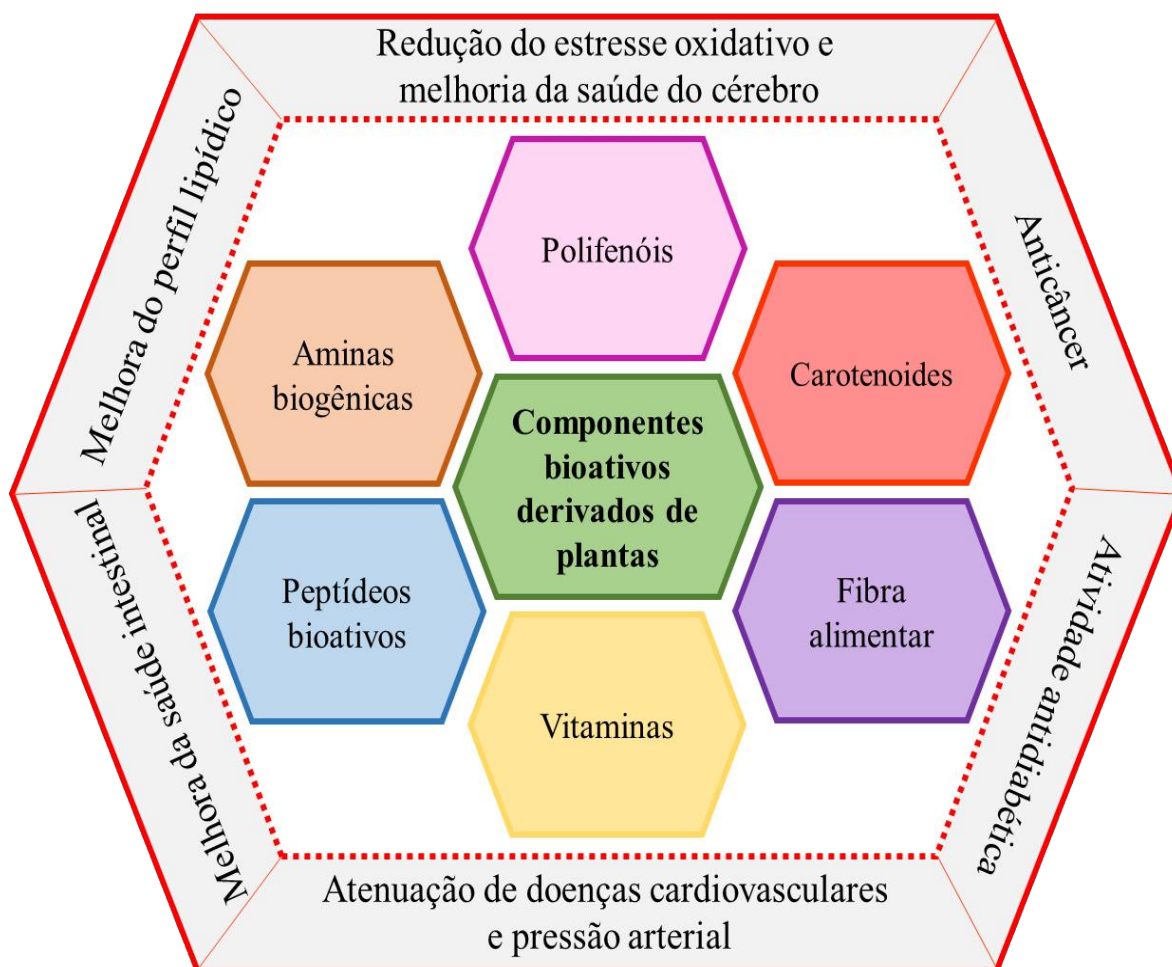 Redução do estresse oxidativo e
melhoria da saúde do cérebro
Melhora do perfil lipídico
Anticâncer
Polifenóis
Aminas
biogênicas
Carotenoides
Componentes
bioativos
derivados de
plantas
Peptídeos
bioativos
Fibra
alimentar
Vitaminas
Melhora da saúde intestinal
Atividade antidiabética
Atenuação de doenças cardiovasculares
e pressão arterial